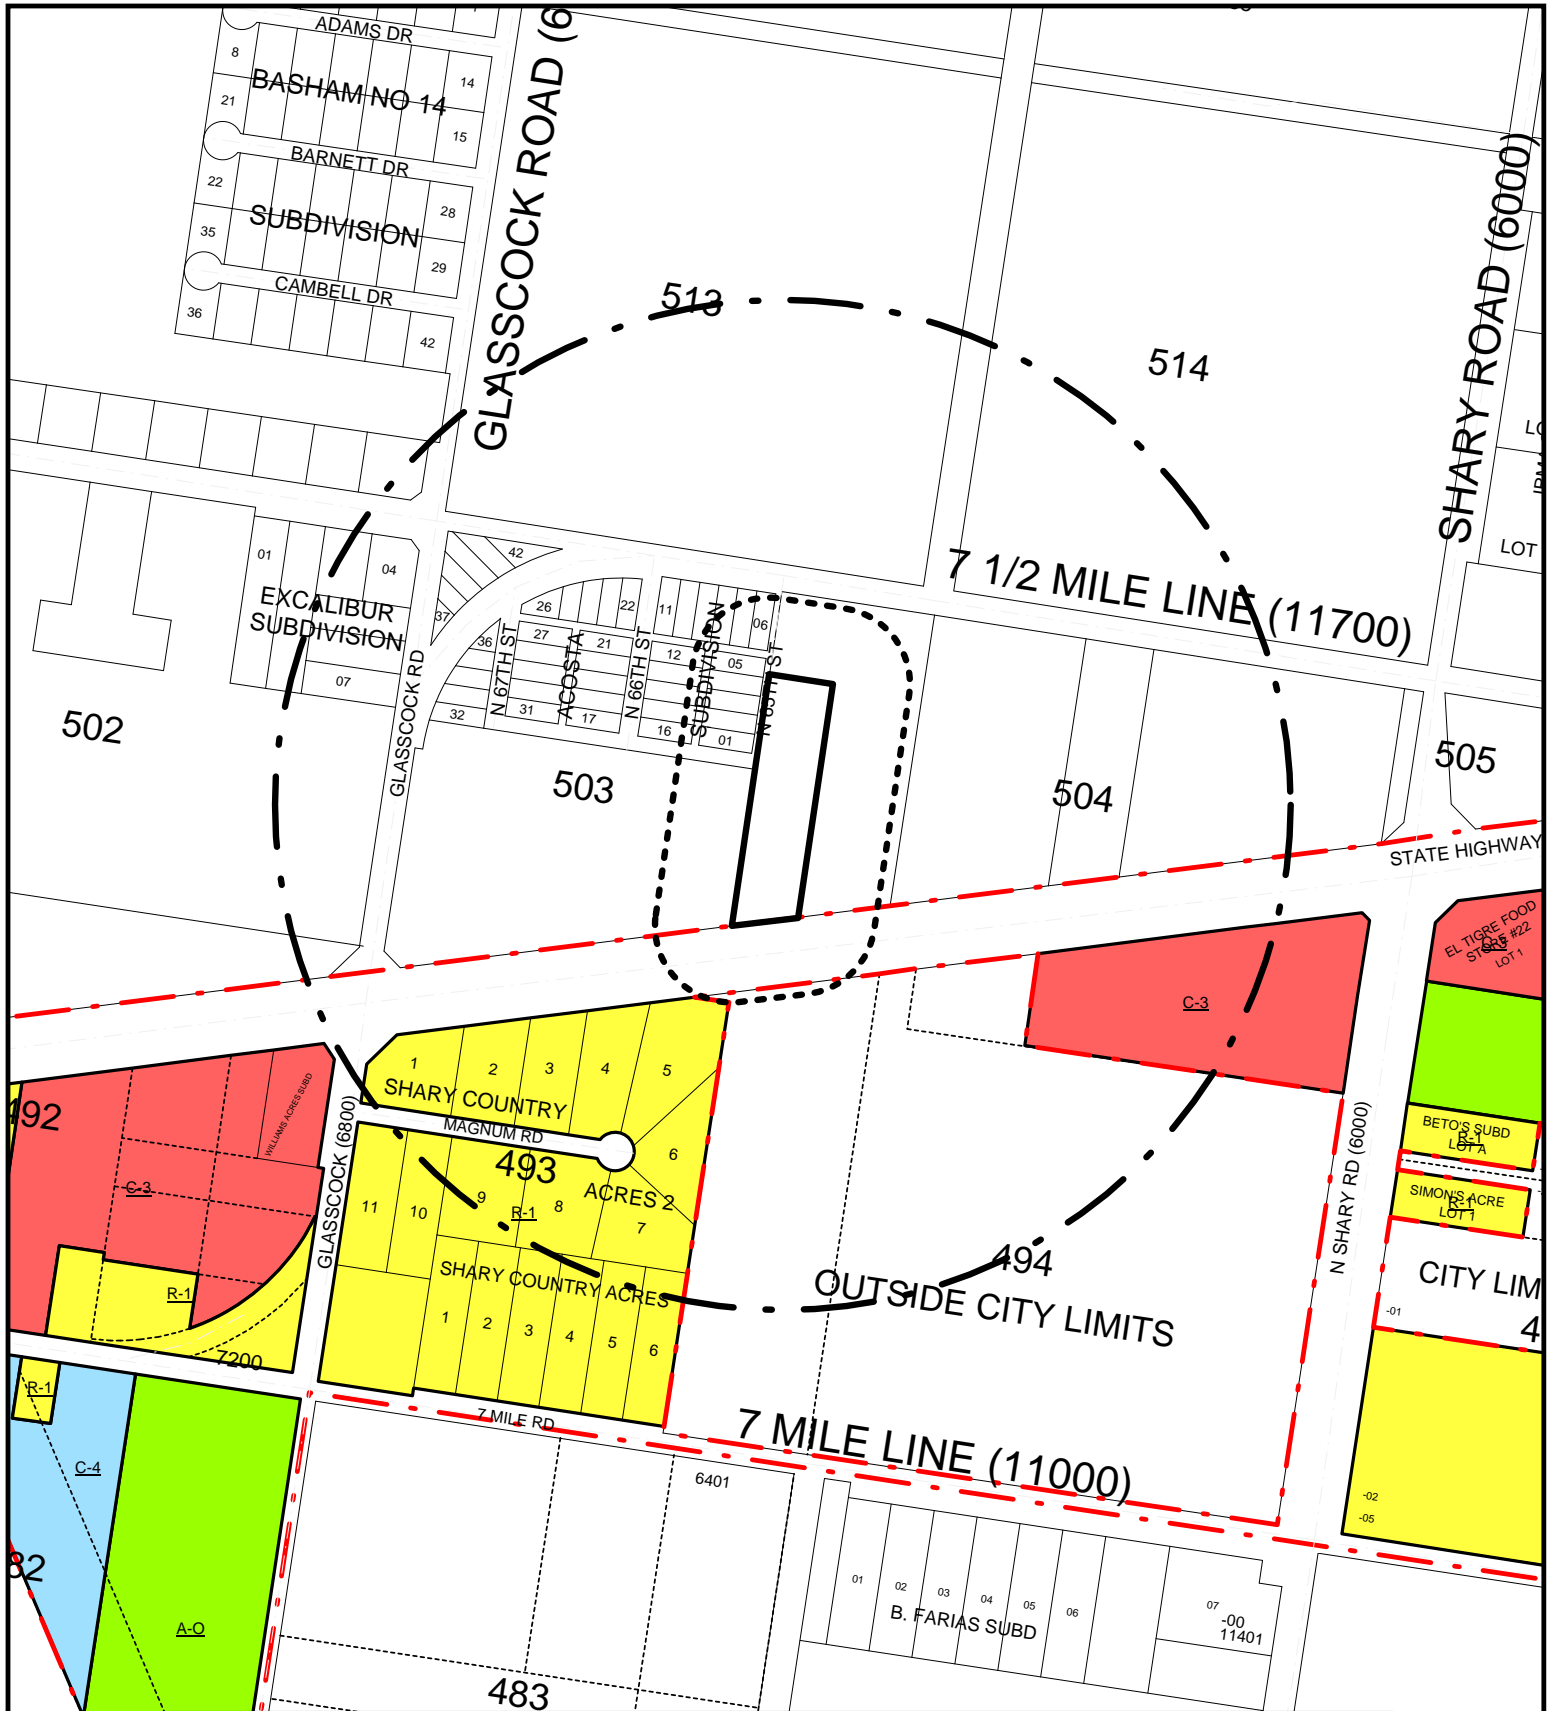 ADAMS DR
8
14
BASHAM NO 14
21
15
BARNETT DR
22
28
SUBDIVISION
35
29
CAMBELL DR
36
42
GLASSCOCK ROAD (6
513
514
SHARY ROAD (6000)
LOT
7 1/2 MILE LINE (11700)
01
04
EXCALIBUR
SUBDIVISION
07
42
37
36
32
26
22
11
06
27
21
12
05
31
17
16
01
N 67TH ST
ACOSTA
N 66TH ST
SUBDIVISION
N 65TH ST
GLASSCOCK RD
502
503
504
505
STATE HIGHWAY
EL TIGRE FOOD
STORE #22
LOT 1
C-3
C-3
1
2
3
4
5
SHARY COUNTRY
MAGNUM RD
6
493
ACRES 2
9
8
7
10
11
R-1
SHARY COUNTRY ACRES
1
2
3
4
5
6
492
WILLIAMS ACRES SUBD
C-3
R-1
GLASSCOCK (6800)
7200
R-1
C-4
A-O
7 MILE RD
7 MILE LINE (11000)
494
OUTSIDE CITY LIMITS
N SHARY RD (6000)
BETO'S SUBD
R-1
LOT A
SIMON'S ACRE
R-1
LOT 1
CITY LIM
-01
4
-02
-05
6401
483
01
02
03
04
05
06
07
-00
11401
B. FARIAS SUBD